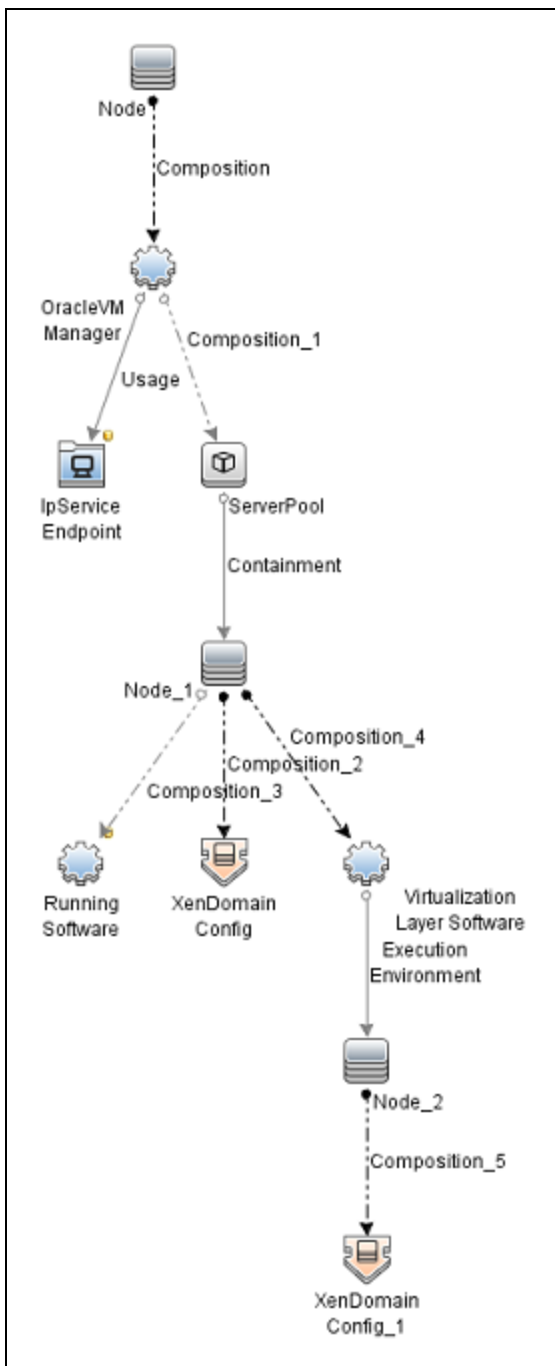 Node
Composition
OracleVM
Manager
Composition_1
Usage
IpService
Endpoint
ServerPool
Containment
Node_1
Composition_4
Composition_2
Composition_3
Running
Software
XenDomain
Config
Virtualization
Layer Software
Execution
Environment
Node_2
Composition_5
XenDomain
Config_1